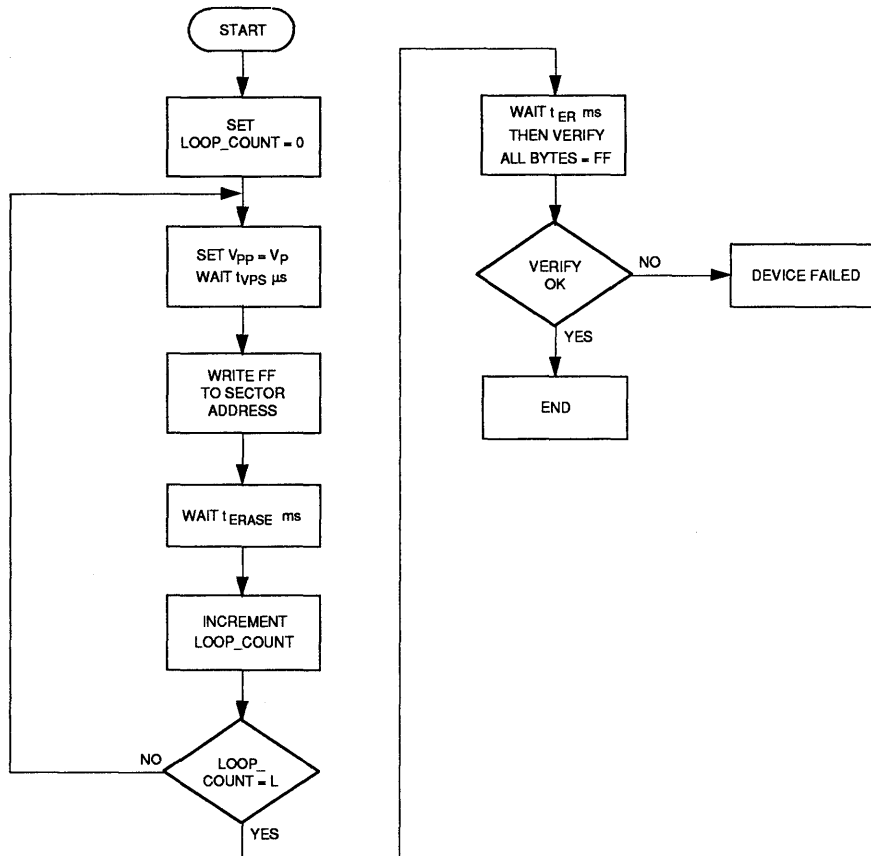 START
SET
LOOP_COUNT = 0
SET VPP = VP
WAIT tVPS µs
WRITE FF
TO SECTOR
ADDRESS
WAIT tERASE ms
INCREMENT
LOOP_COUNT
LOOP_
COUNT = L
NO
YES
WAIT tER ms
THEN VERIFY
ALL BYTES = FF
VERIFY
OK
NO
DEVICE FAILED
YES
END